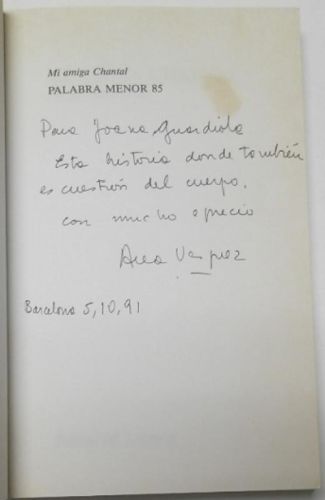 Mi amiga Chantal
PALABRA MENOR 85
Para Joana Guardiola
Esta historia donde también
es cuestión del cuerpo.
con mucho aprecio
Ana Vásquez
Barcelona 5,10,91